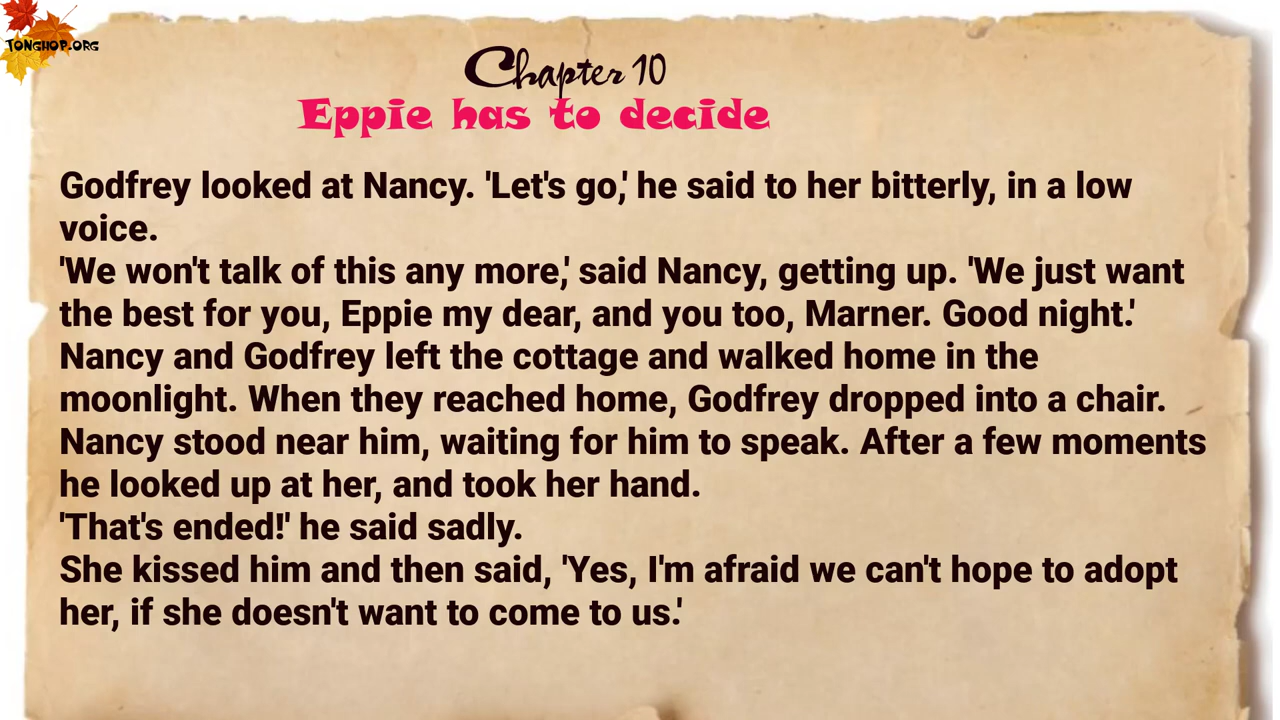 TONGHOP.ORG
Chapter 10
Eppie has to decide
Godfrey looked at Nancy. 'Let's go,' he said to her bitterly, in a low
voice.
'We won't talk of this any more,' said Nancy, getting up. 'We just want
the best for you, Eppie my dear, and you too, Marner. Good night.'
Nancy and Godfrey left the cottage and walked home in the
moonlight. When they reached home, Godfrey dropped into a chair.
Nancy stood near him, waiting for him to speak. After a few moments
he looked up at her, and took her hand.
'That's ended!' he said sadly.
She kissed him and then said, 'Yes, I'm afraid we can't hope to adopt
her, if she doesn't want to come to us.'